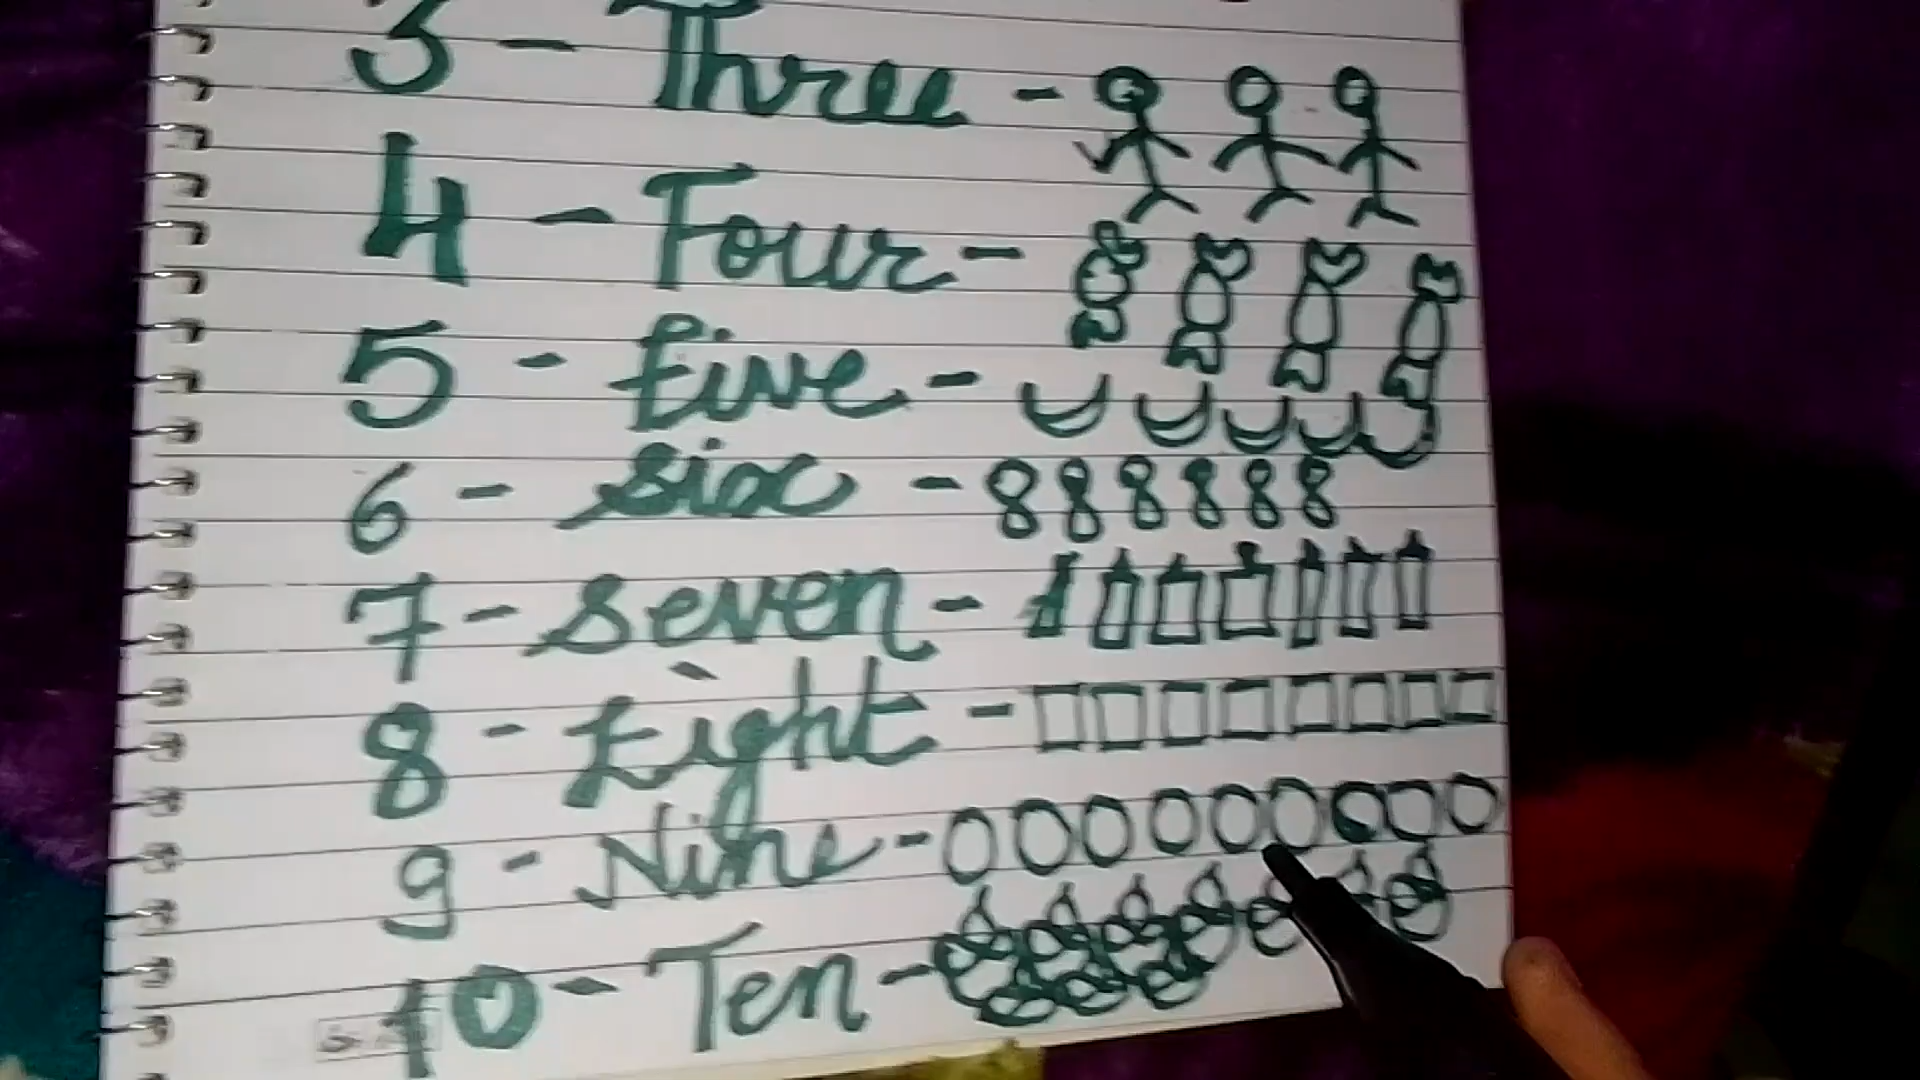 3 - Three -
4 - Four -
5 - Five -
6 - six - 888888
7 - seven -
8 - Eight -
9 - Nine -
10 - Ten -